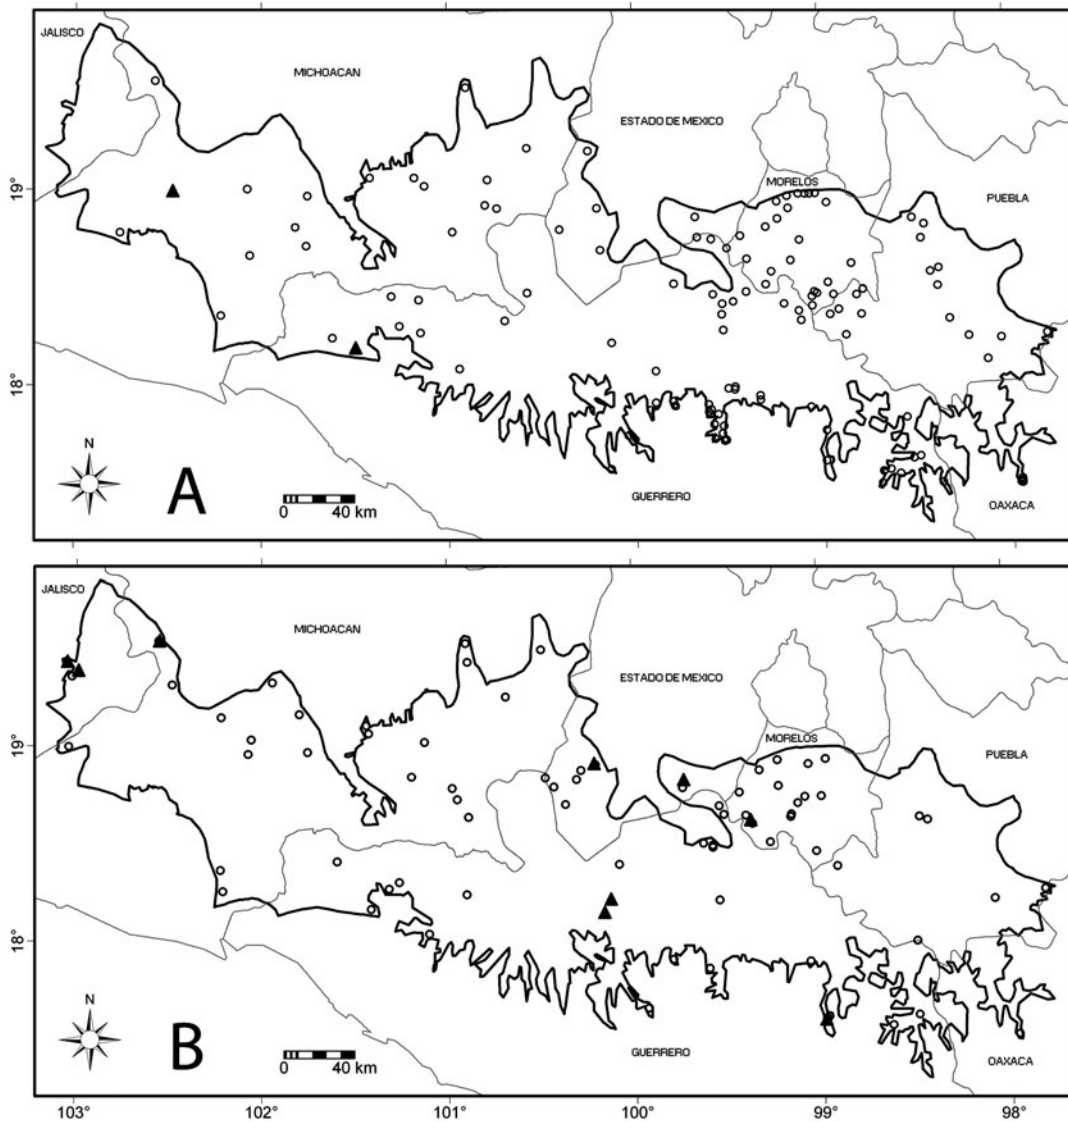 JALISCO
MICHOACAN
ESTADO DE MEXICO
19°
MORELOS
PUEBLA
18°
N
A
0 40 km
GUERRERO
OAXACA
JALISCO
MICHOACAN
ESTADO DE MEXICO
19°
MORELOS
PUEBLA
18°
N
B
0 40 km
GUERRERO
OAXACA
103° 102° 101° 100° 99° 98°